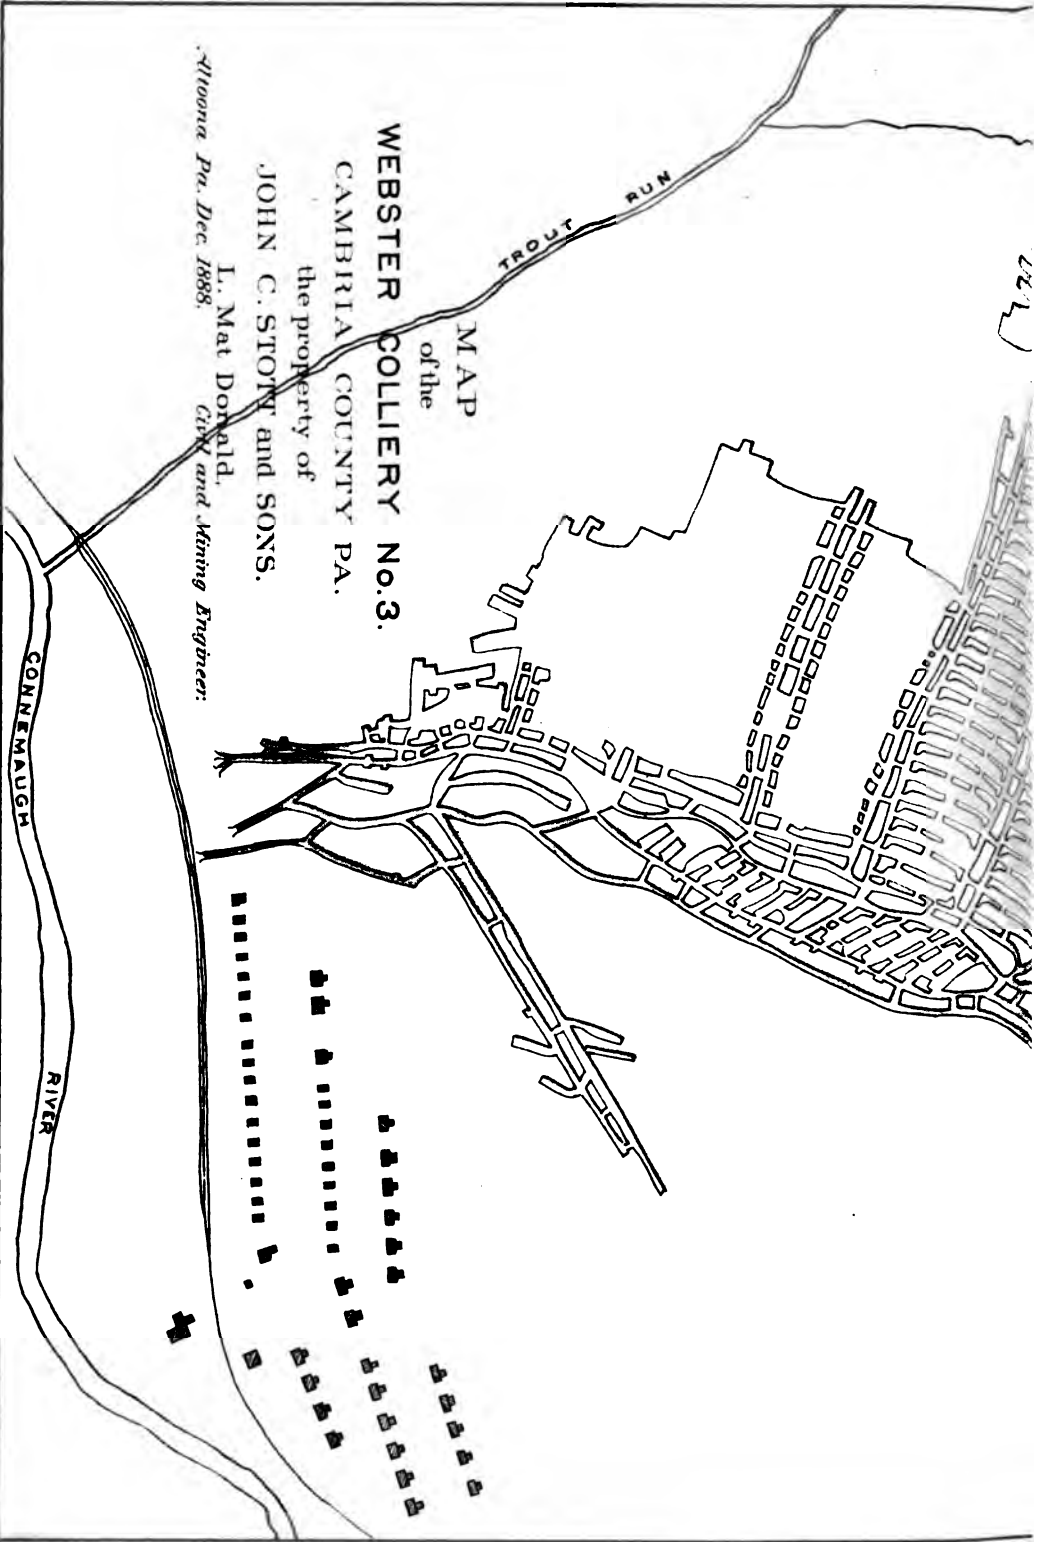 MAP
of the
WEBSTER COLLIERY No. 3.
CAMBRIA COUNTY PA.
the property of
JOHN C. STOTT and SONS.
L. Mat Donald,
Civil and Mining Engineer.
Altoona Pa. Dec. 1888.
TROUT RUN
CONNEMAUGH RIVER